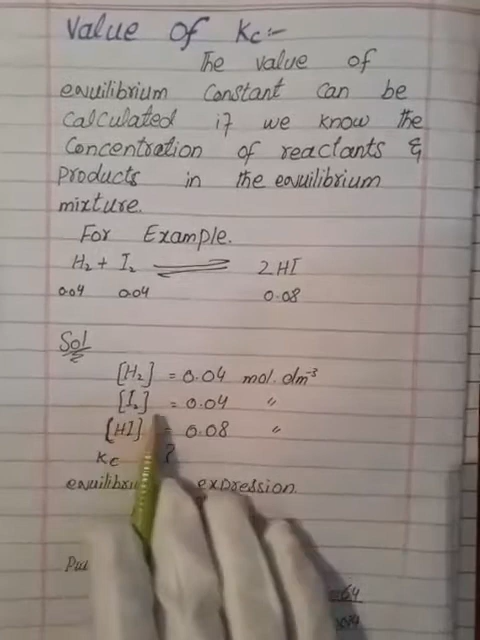 Value Of Kc:-
The value of
equilibrium constant can be
calculated if we know the
Concentration of reactants &
products in the equilibrium
mixture.
For Example.
H₂ + I₂ ⇌ 2HI
0.04 0.04 0.08
Sol
[H₂] = 0.04 mol.dm⁻³
[I₂] = 0.04 "
[HI] = 0.08 "
Kc ?
expression.